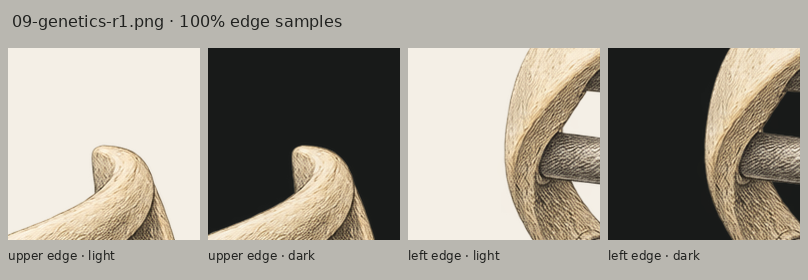 09-genetics-r1.png · 100% edge samples
upper edge · light
upper edge · dark
left edge · light
left edge · dark